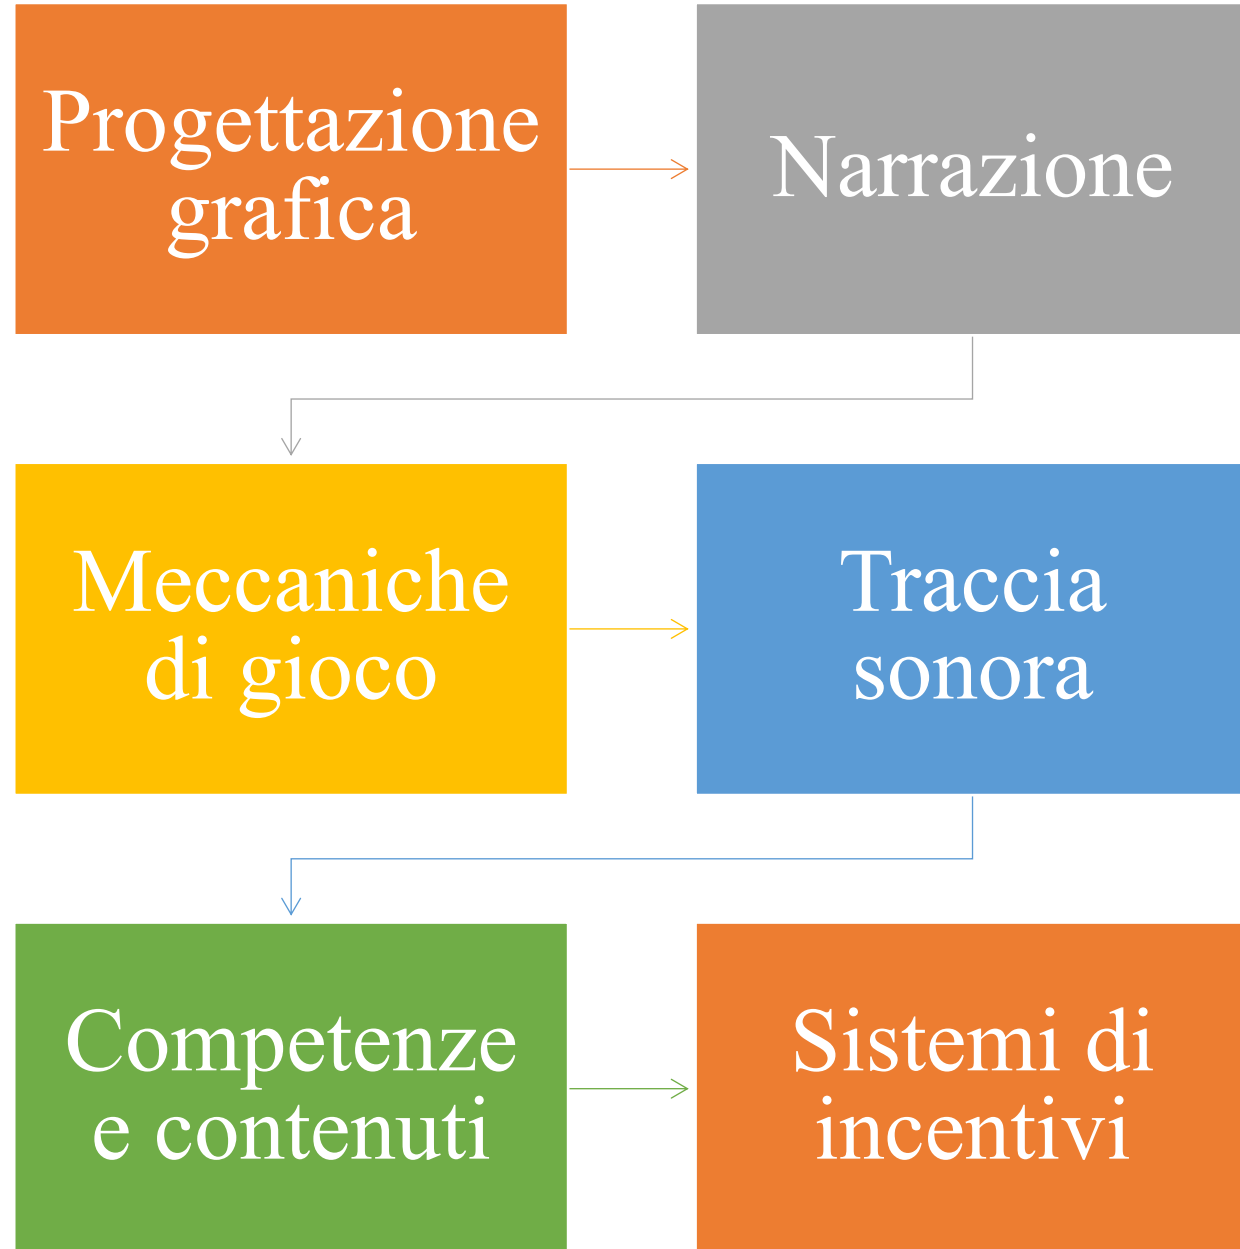 Progettazione
grafica
Narrazione
Meccaniche
di gioco
Traccia
sonora
Competenze
e contenuti
Sistemi di
incentivi